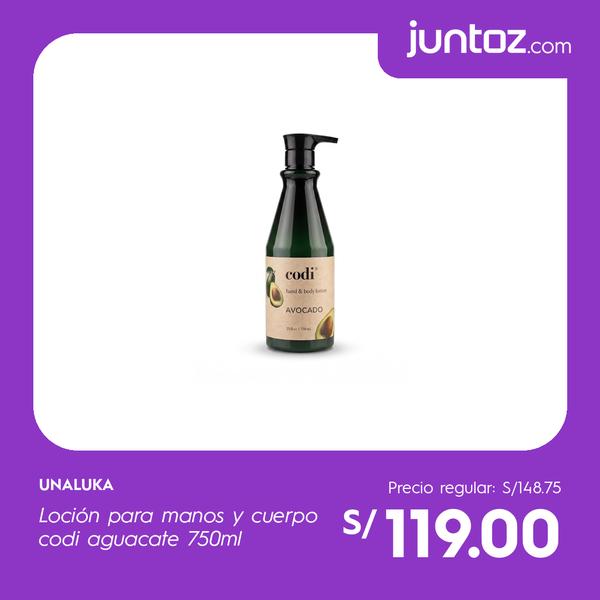 juntoz.com
codi®
hand & body lotion
AVOCADO
UNALUKA
Loción para manos y cuerpo
codi aguacate 750ml
Precio regular: S/148.75
S/119.00